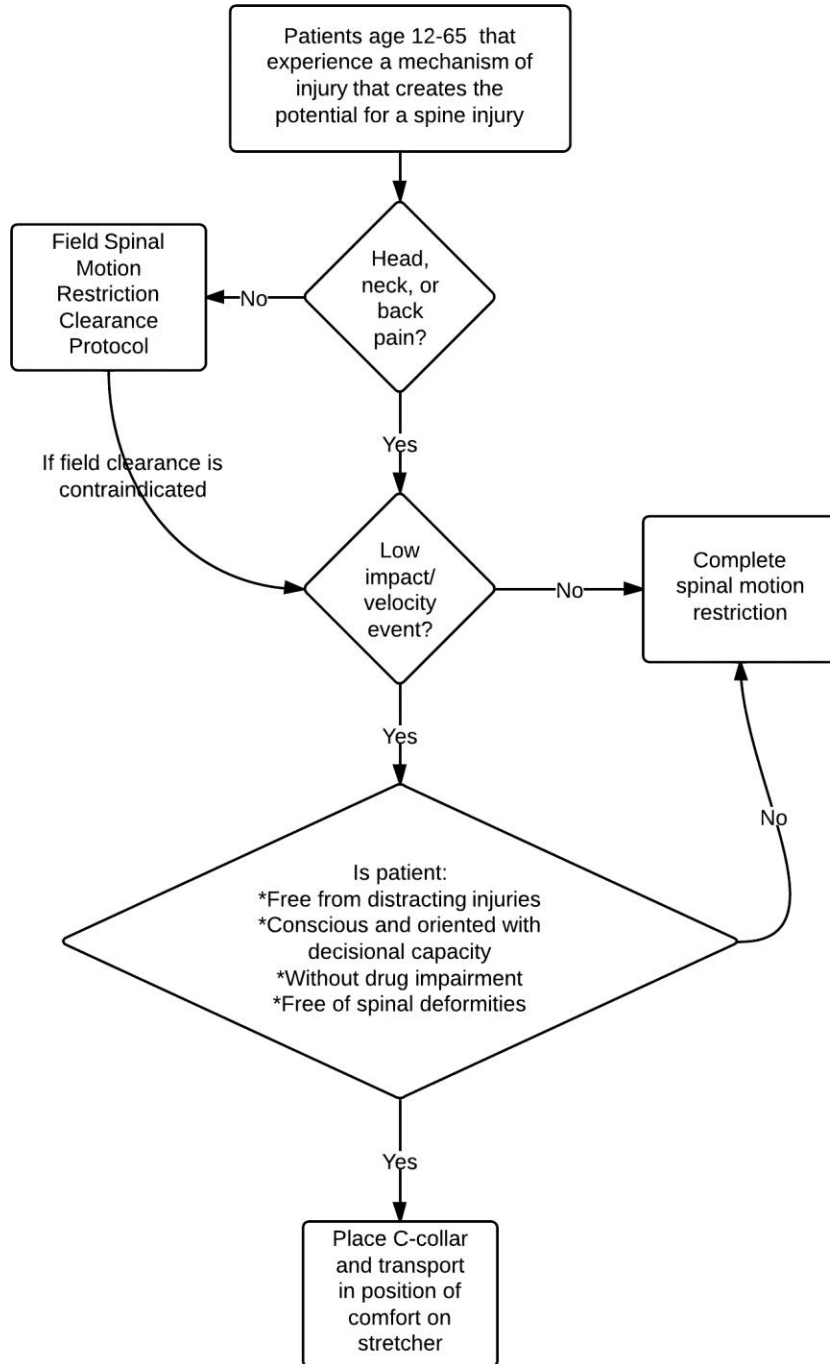 Patients age 12-65 that
experience a mechanism of
injury that creates the
potential for a spine injury
Head,
neck, or
back
pain?
No
Field Spinal
Motion
Restriction
Clearance
Protocol
If field clearance is
contraindicated
Yes
Low
impact/
velocity
event?
No
Complete
spinal motion
restriction
Yes
Is patient:
*Free from distracting injuries
*Conscious and oriented with
decisional capacity
*Without drug impairment
*Free of spinal deformities
No
Yes
Place C-collar
and transport
in position of
comfort on
stretcher